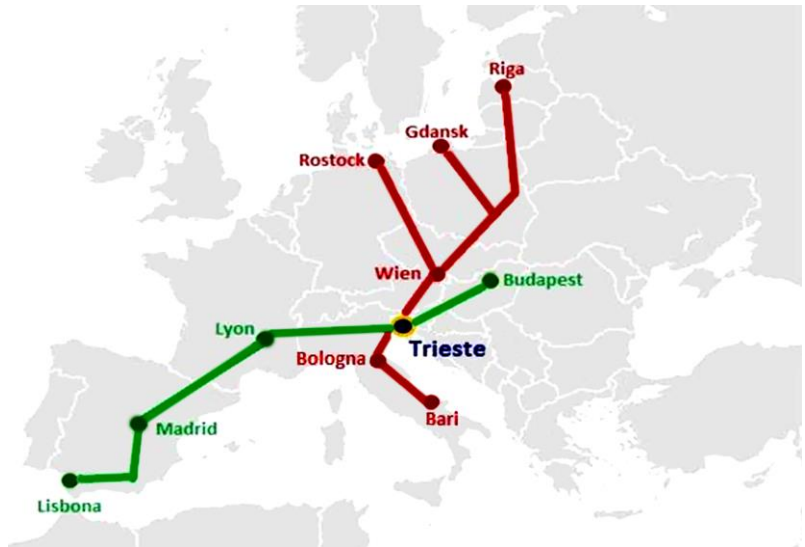 Riga
Gdansk
Rostock
Wien
Budapest
Lyon
Trieste
Bologna
Bari
Madrid
Lisbona